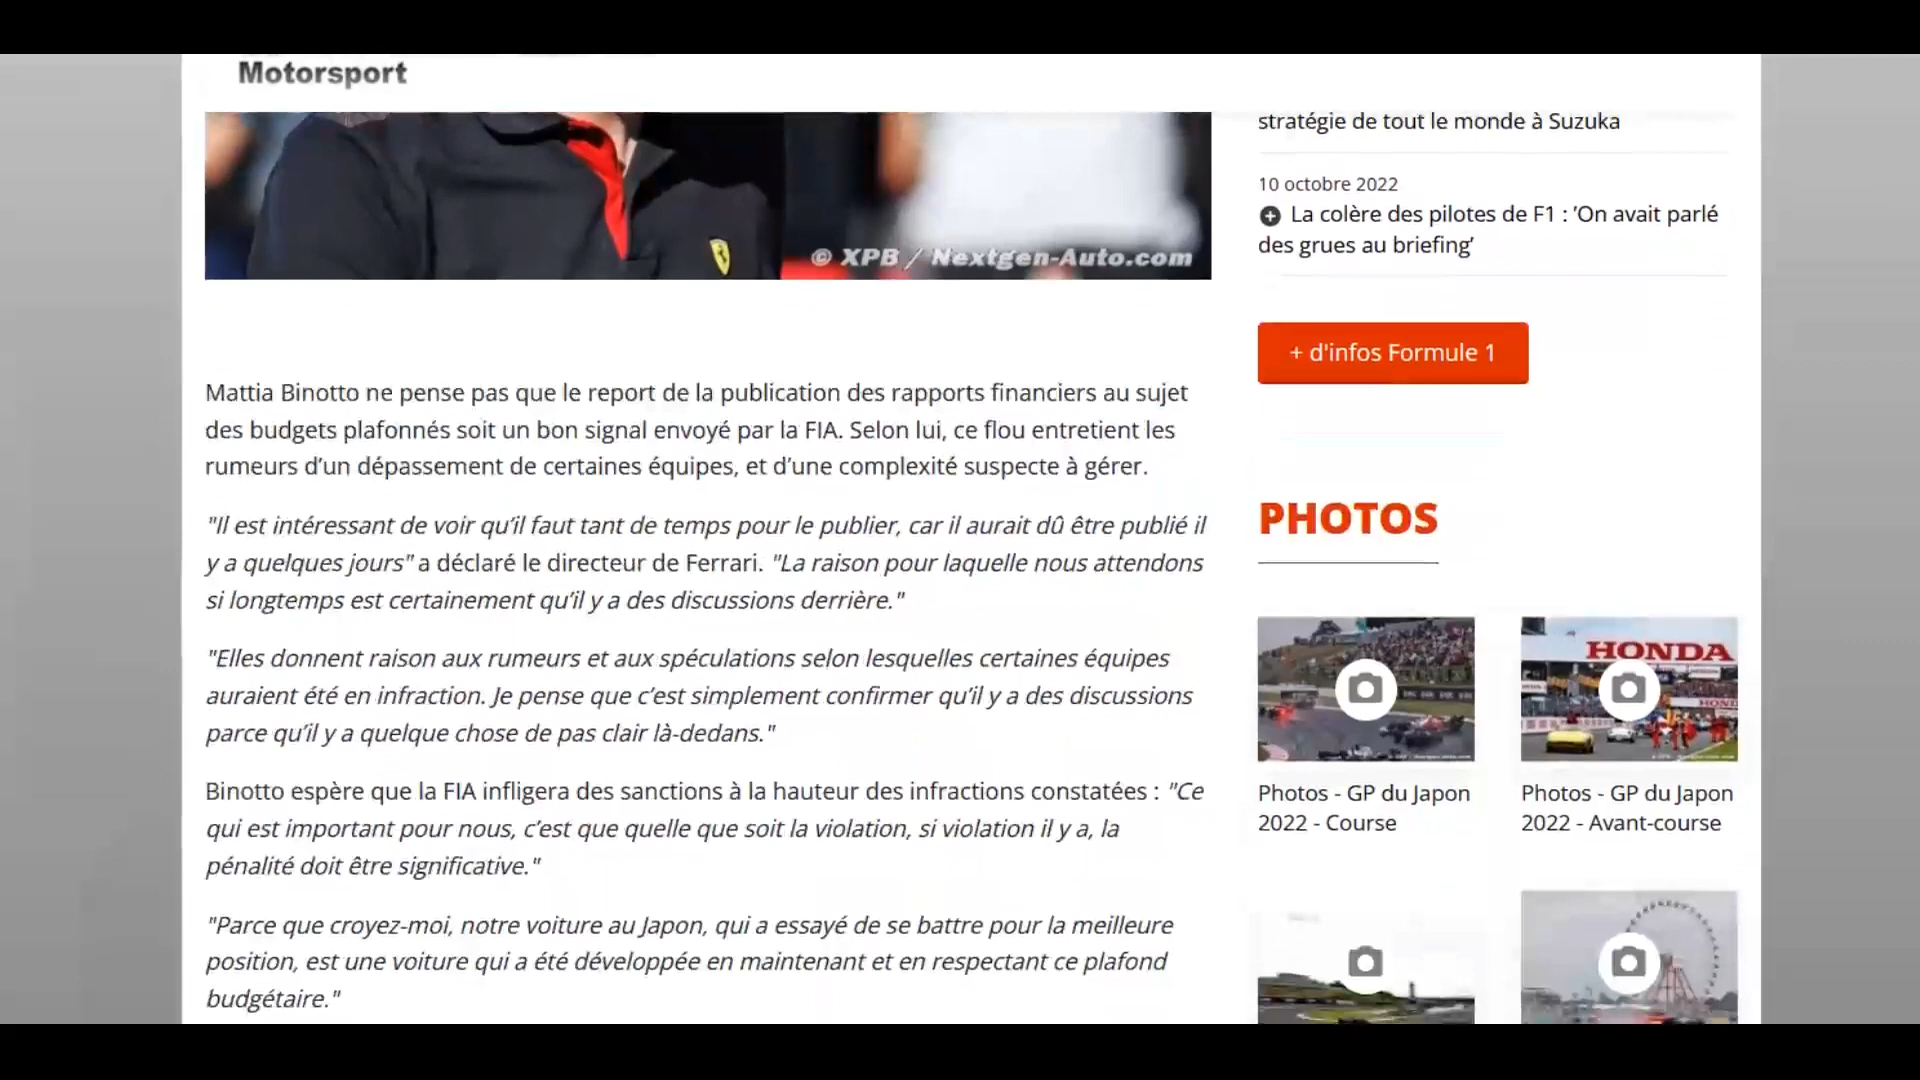 Motorsport
© XPB / Nextgen-Auto.com
Mattia Binotto ne pense pas que le report de la publication des rapports financiers au sujet
des budgets plafonnés soit un bon signal envoyé par la FIA. Selon lui, ce flou entretient les
rumeurs d’un dépassement de certaines équipes, et d’une complexité suspecte à gérer.
"Il est intéressant de voir qu’il faut tant de temps pour le publier, car il aurait dû être publié il
y a quelques jours" a déclaré le directeur de Ferrari. "La raison pour laquelle nous attendons
si longtemps est certainement qu’il y a des discussions derrière."
"Elles donnent raison aux rumeurs et aux spéculations selon lesquelles certaines équipes
auraient été en infraction. Je pense que c’est simplement confirmer qu’il y a des discussions
parce qu’il y a quelque chose de pas clair là-dedans."
Binotto espère que la FIA infligera des sanctions à la hauteur des infractions constatées : "Ce
qui est important pour nous, c’est que quelle que soit la violation, si violation il y a, la
pénalité doit être significative."
"Parce que croyez-moi, notre voiture au Japon, qui a essayé de se battre pour la meilleure
position, est une voiture qui a été développée en maintenant et en respectant ce plafond
budgétaire."
stratégie de tout le monde à Suzuka
10 octobre 2022
La colère des pilotes de F1 : ’On avait parlé
des grues au briefing’
+ d'infos Formule 1
PHOTOS
HONDA
Photos - GP du Japon
2022 - Course
Photos - GP du Japon
2022 - Avant-course